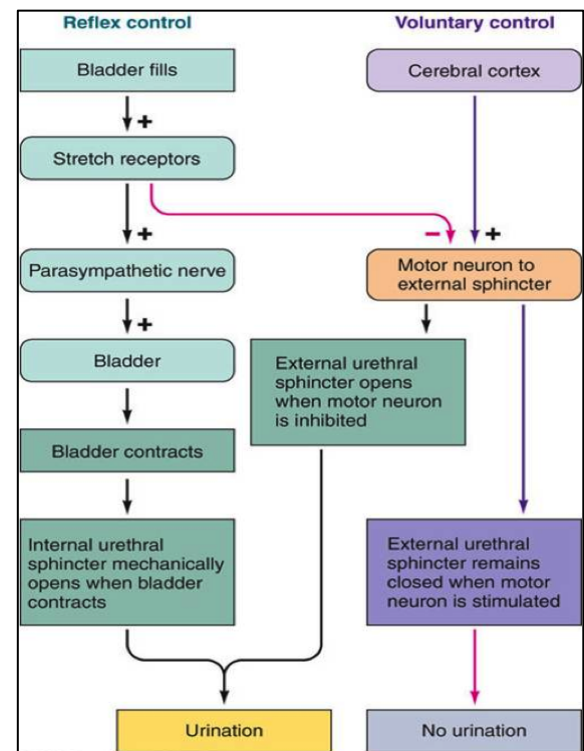 Reflex control
Voluntary control
Bladder fills
Cerebral cortex
+
Stretch receptors
+
− +
Parasympathetic nerve
Motor neuron to
external sphincter
+
Bladder
External urethral
sphincter opens
when motor neuron
is inhibited
Bladder contracts
Internal urethral
sphincter mechanically
opens when bladder
contracts
External urethral
sphincter remains
closed when motor
neuron is stimulated
Urination
No urination